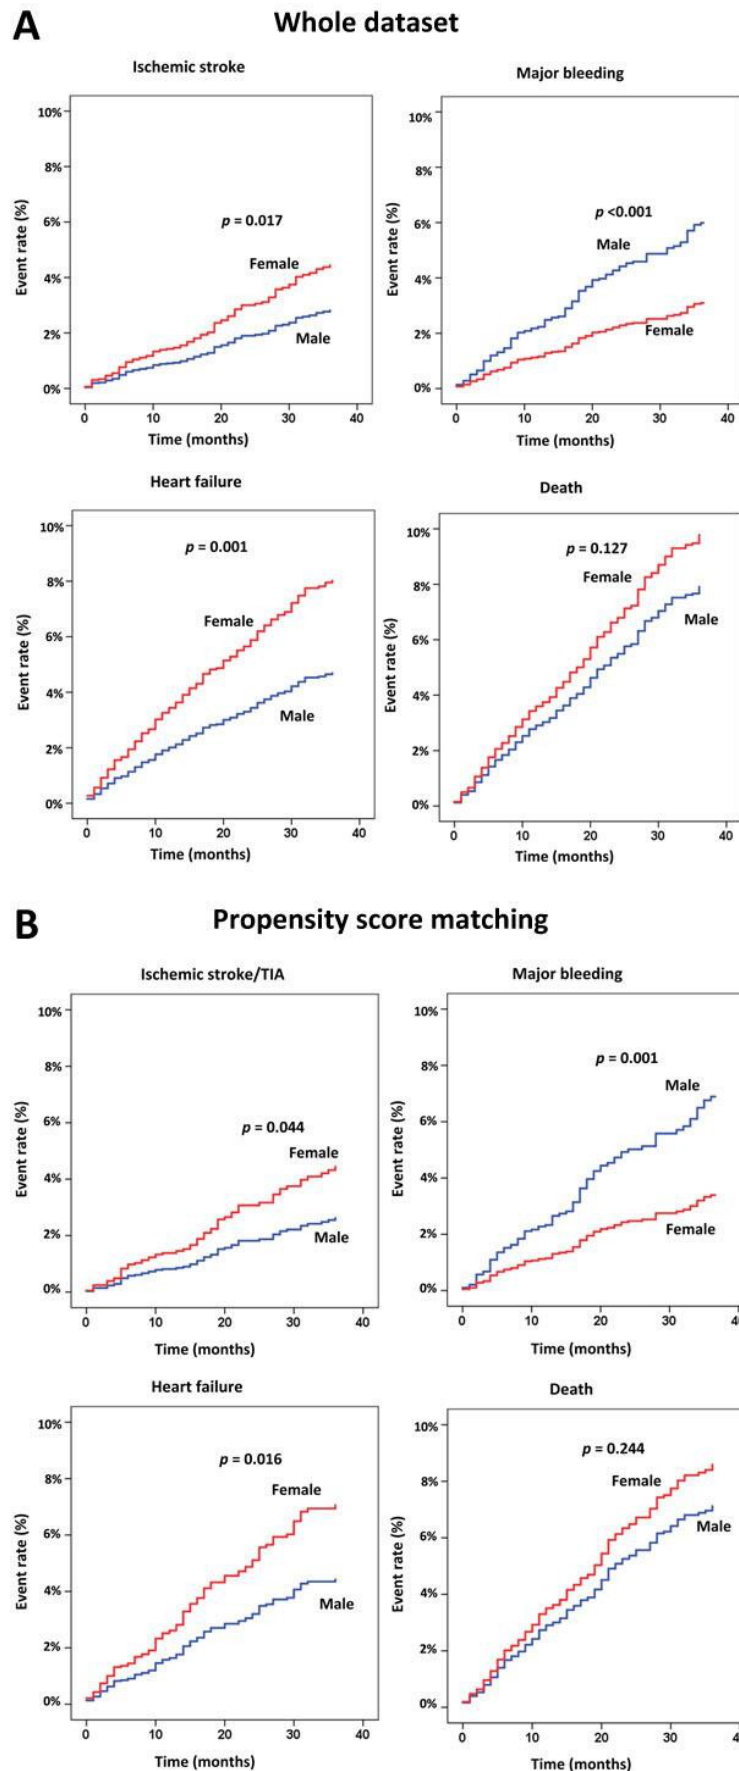 A
Whole dataset
Ischemic stroke
10%
8%
6%
4%
2%
0%
Event rate (%)
p = 0.017
Female
Male
0 10 20 30 40
Time (months)
Major bleeding
10%
8%
6%
4%
2%
0%
Event rate (%)
p <0.001
Male
Female
0 10 20 30 40
Time (months)
Heart failure
10%
8%
6%
4%
2%
0%
Event rate (%)
p = 0.001
Female
Male
0 10 20 30 40
Time (months)
Death
10%
8%
6%
4%
2%
0%
Event rate (%)
p = 0.127
Female
Male
0 10 20 30 40
Time (months)
B
Propensity score matching
Ischemic stroke/TIA
10%
8%
6%
4%
2%
0%
Event rate (%)
p = 0.044
Female
Male
0 10 20 30 40
Time (months)
Major bleeding
10%
8%
6%
4%
2%
0%
Event rate (%)
p = 0.001
Male
Female
0 10 20 30 40
Time (months)
Heart failure
10%
8%
6%
4%
2%
0%
Event rate (%)
p = 0.016
Female
Male
0 10 20 30 40
Time (months)
Death
10%
8%
6%
4%
2%
0%
Event rate (%)
p = 0.244
Female
Male
0 10 20 30 40
Time (months)